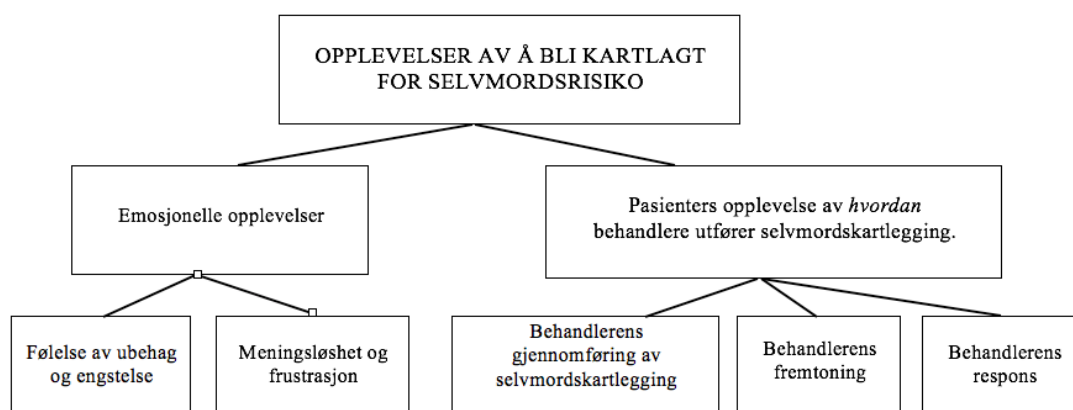 OPPLEVELSER AV Å BLI KARTLAGT
FOR SELVMORDSRISIKO
Emosjonelle opplevelser
Pasienters opplevelse av hvordan
behandlere utfører selvmordskartlegging.
Følelse av ubehag
og engstelse
Meningsløshet og
frustrasjon
Behandlerens
gjennomføring av
selvmordskartlegging
Behandlerens
fremtoning
Behandlerens
respons